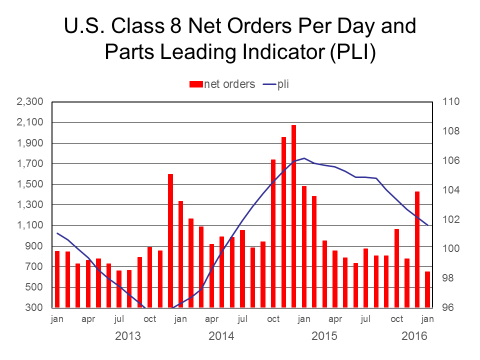 U.S. Class 8 Net Orders Per Day and
Parts Leading Indicator (PLI)
net orders pli
2,300 110
2,100 108
1,900
1,700 106
1,500 104
1,300
1,100 102
900 100
700 98
500
300 96
jan apr jul oct jan apr jul oct jan apr jul oct jan
2013 2014 2015 2016